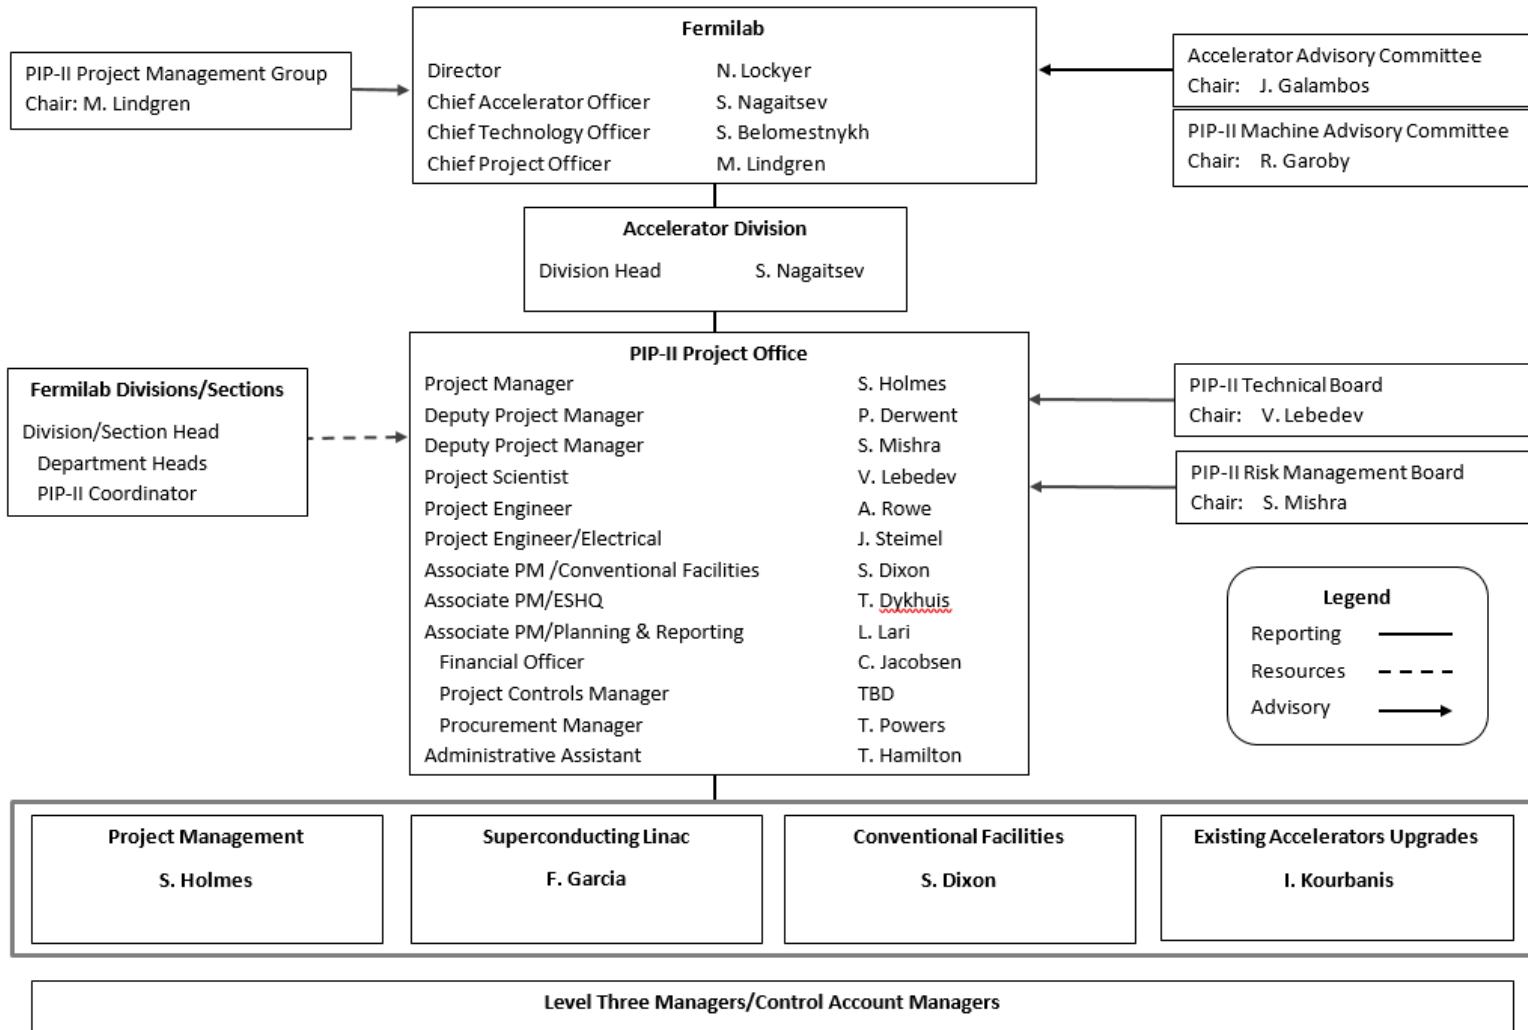 Fermilab
Director N. Lockyer
Chief Accelerator Officer S. Nagaitsev
Chief Technology Officer S. Belomestnykh
Chief Project Officer M. Lindgren
PIP-II Project Management Group
Chair: M. Lindgren
Accelerator Advisory Committee
Chair: J. Galambos
PIP-II Machine Advisory Committee
Chair: R. Garoby
Accelerator Division
Division Head S. Nagaitsev
PIP-II Project Office
Project Manager S. Holmes
Deputy Project Manager P. Derwent
Deputy Project Manager S. Mishra
Project Scientist V. Lebedev
Project Engineer A. Rowe
Project Engineer/Electrical J. Steimel
Associate PM /Conventional Facilities S. Dixon
Associate PM/ESHQ T. Dykhuis
Associate PM/Planning & Reporting L. Lari
Financial Officer C. Jacobsen
Project Controls Manager TBD
Procurement Manager T. Powers
Administrative Assistant T. Hamilton
Fermilab Divisions/Sections
Division/Section Head
Department Heads
PIP-II Coordinator
PIP-II Technical Board
Chair: V. Lebedev
PIP-II Risk Management Board
Chair: S. Mishra
Legend
Reporting
Resources
Advisory
Project Management
S. Holmes
Superconducting Linac
F. Garcia
Conventional Facilities
S. Dixon
Existing Accelerators Upgrades
I. Kourbanis
Level Three Managers/Control Account Managers